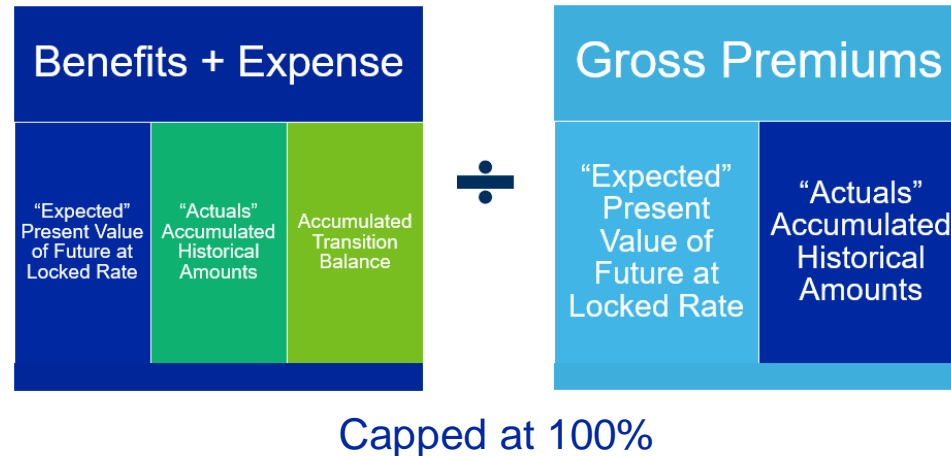 Benefits + Expense
“Expected”
Present Value
of Future at
Locked Rate
“Actuals”
Accumulated
Historical
Amounts
Accumulated
Transition
Balance
÷
Gross Premiums
“Expected”
Present
Value of
Future at
Locked Rate
“Actuals”
Accumulated
Historical
Amounts
Capped at 100%